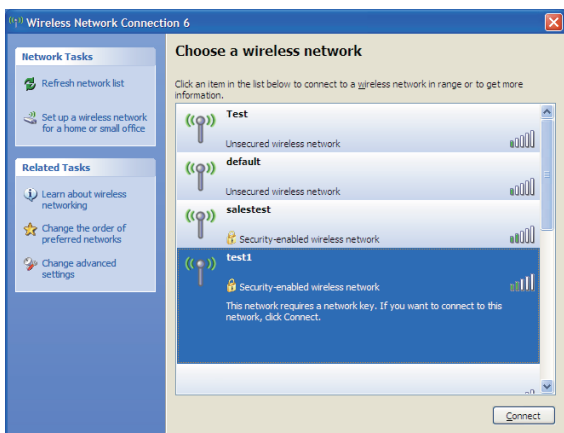 Wireless Network Connection 6
Network Tasks
Refresh network list
Set up a wireless network
for a home or small office
Related Tasks
Learn about wireless
networking
Change the order of
preferred networks
Change advanced
settings
Choose a wireless network
Click an item in the list below to connect to a wireless network in range or to get more
information.
Test
Unsecured wireless network
default
Unsecured wireless network
salestest
Security-enabled wireless network
test1
Security-enabled wireless network
This network requires a network key. If you want to connect to this
network, click Connect.
Connect